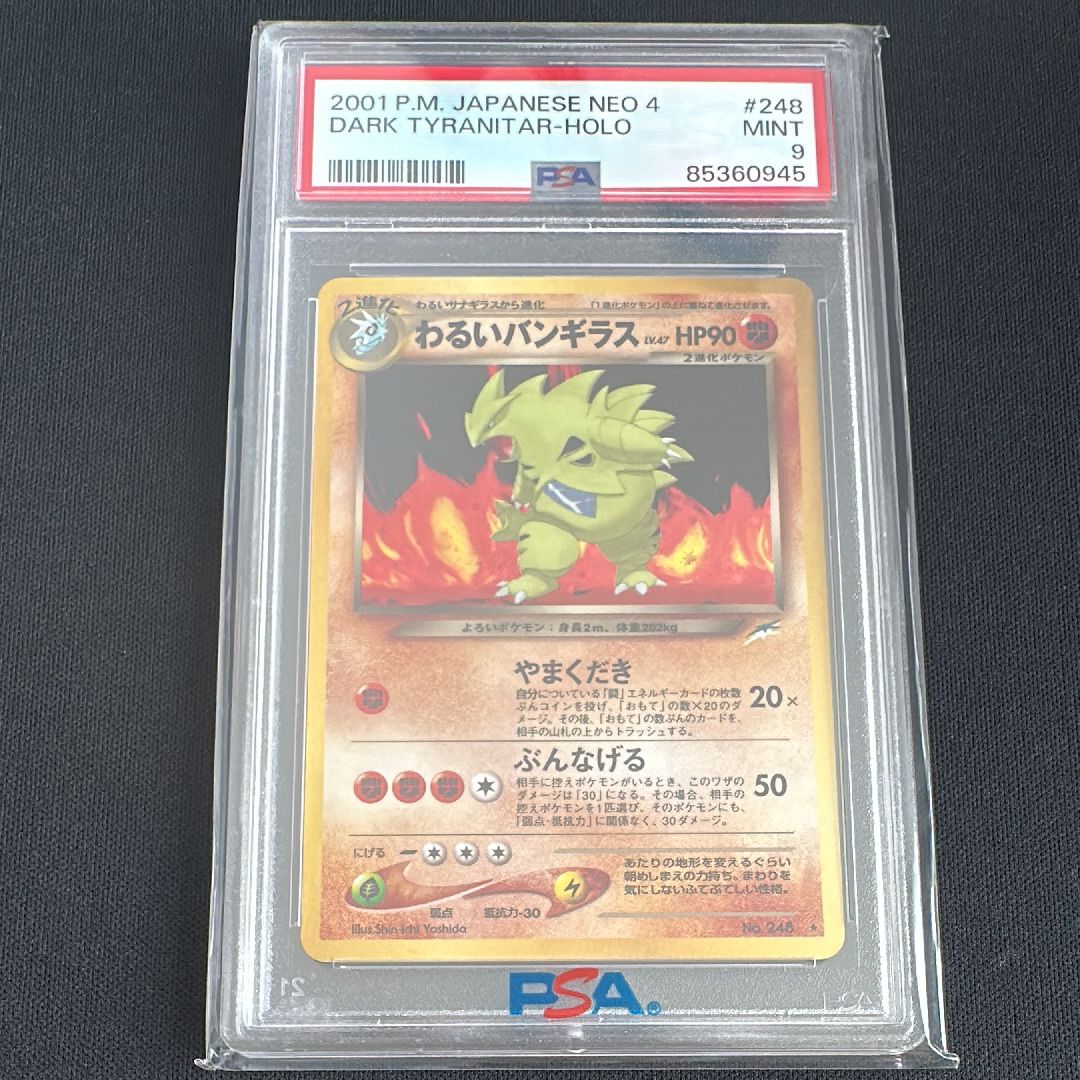 2001 P.M. JAPANESE NEO 4 #248
DARK TYRANITAR-HOLO MINT
9
PSA 85360945
2進化 わるいサナギラスから進化 「1進化ポケモン」の上に重ねて進化させます。
わるいバンギラス LV.47 HP90
2進化ポケモン
よろいポケモン:身長2m、体重202kg
やまくだき
自分についている「闘」エネルギーカードの枚数
ぶんコインを投げ、「おもて」の数×20のダ
メージ。その後、「おもて」の数ぶんのカードを、
相手の山札の上からトラッシュする。
20×
ぶんなげる
相手に控えポケモンがいるとき、このワザの
ダメージは「30」になる。その場合、相手の
控えポケモンを1匹選び、そのポケモンにも、
「弱点・抵抗力」に関係なく、30ダメージ。
50
にげる
弱点 抵抗力-30
あたりの地形を変えるぐらい
朝めしまえの力持ち。まわりを
気にしないふてぶてしい性格。
Illus.Shin-ichi Yoshida No.248 ★
PSA®
21